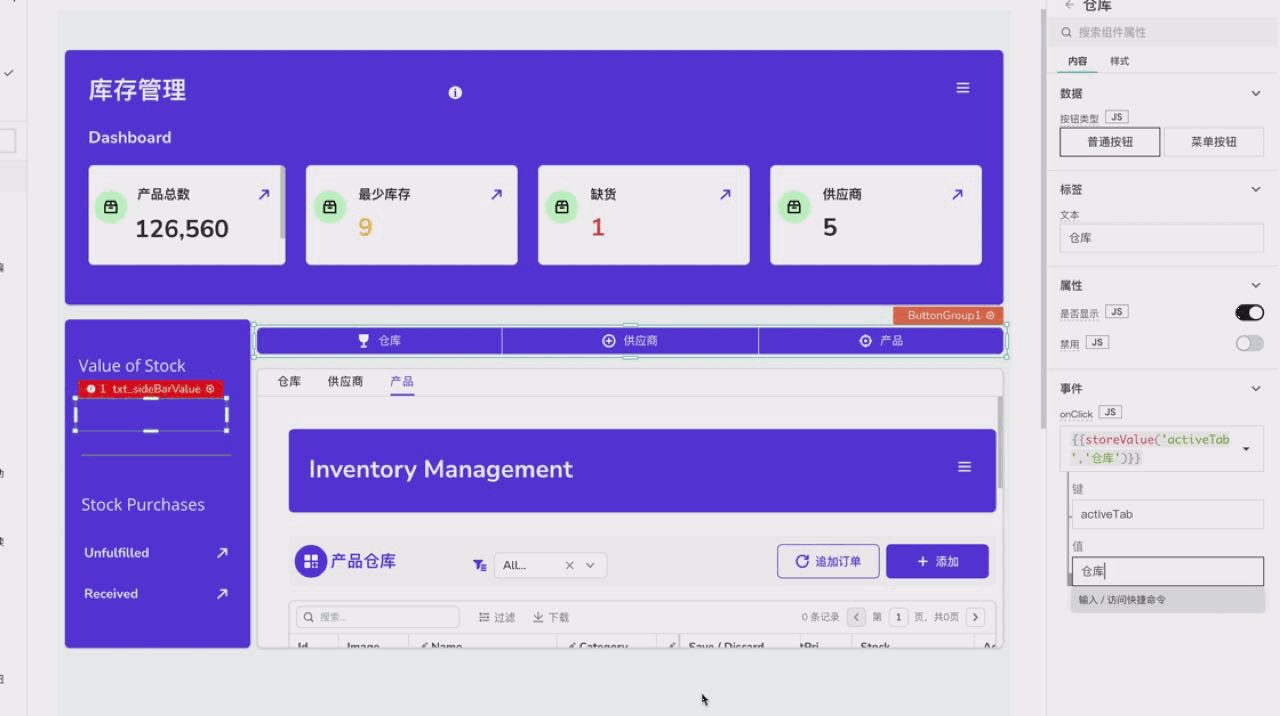 库存管理
Dashboard
产品总数
126,560
最少库存
9
缺货
1
供应商
5
ButtonGroup1
仓库
供应商
产品
Value of Stock
1 txt_sideBarValue
Stock Purchases
Unfulfilled
Received
仓库
供应商
产品
Inventory Management
产品仓库
All...
追加订单
添加
搜索...
过滤
下载
0 条记录
第
1
页，共0页
Id
Image
Name
Category
Save / Discard
tPri
Stock
仓库
搜索组件属性
内容
样式
数据
按钮类型
JS
普通按钮
菜单按钮
标签
文本
仓库
属性
是否显示
JS
禁用
JS
事件
onClick
JS
{{storeValue('activeTab
','仓库')}}
键
activeTab
值
仓库
输入 / 访问快捷命令